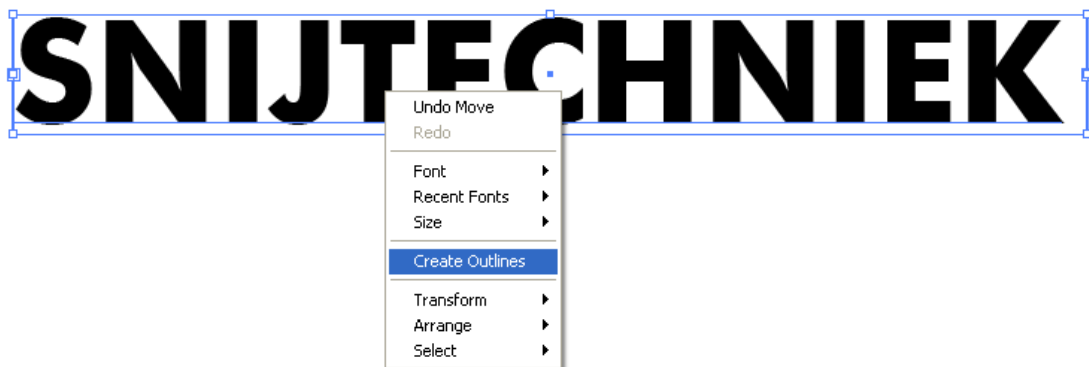 SNIJTECHNIEK
Undo Move
Redo
Font
Recent Fonts
Size
Create Outlines
Transform
Arrange
Select